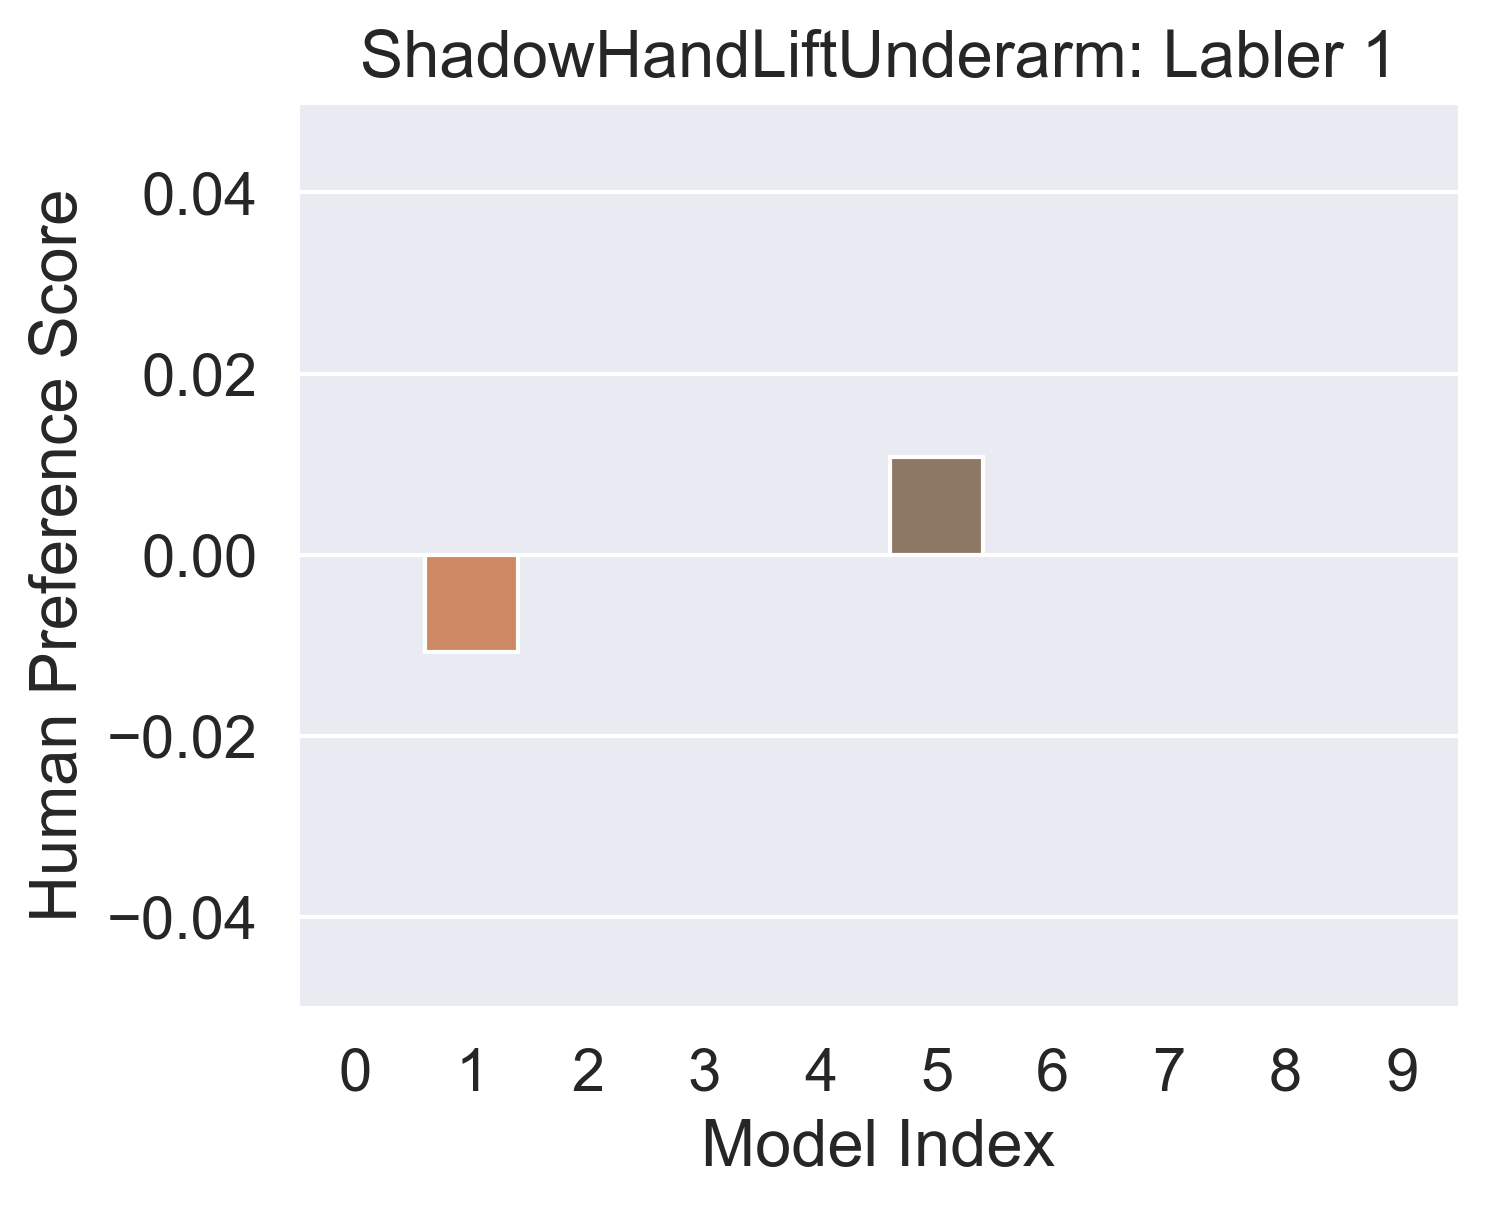 ShadowHandLiftUnderarm: Labler 1
Human Preference Score
0.04
0.02
0.00
−0.02
−0.04
0 1 2 3 4 5 6 7 8 9
Model Index